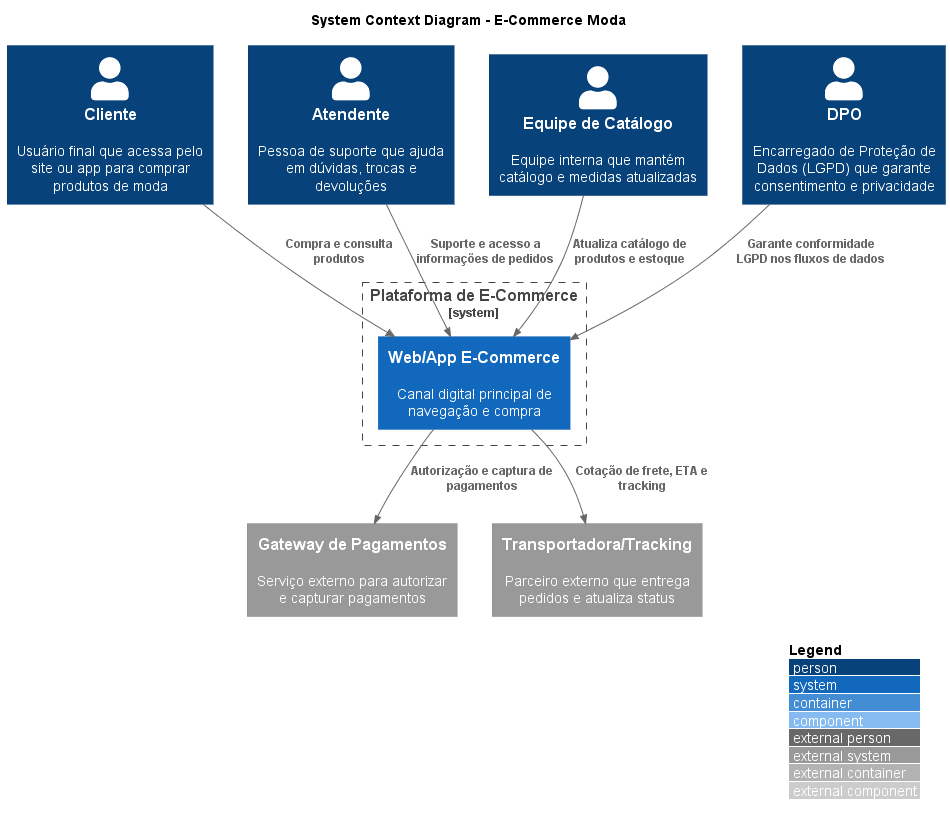 System Context Diagram - E-Commerce Moda
Cliente
Usuário final que acessa pelo
site ou app para comprar
produtos de moda
Atendente
Pessoa de suporte que ajuda
em dúvidas, trocas e
devoluções
Equipe de Catálogo
Equipe interna que mantém
catálogo e medidas atualizadas
DPO
Encarregado de Proteção de
Dados (LGPD) que garante
consentimento e privacidade
Compra e consulta
produtos
Suporte e acesso a
informações de pedidos
Atualiza catálogo de
produtos e estoque
Garante conformidade
LGPD nos fluxos de dados
Plataforma de E-Commerce
[system]
Web/App E-Commerce
Canal digital principal de
navegação e compra
Autorização e captura de
pagamentos
Cotação de frete, ETA e
tracking
Gateway de Pagamentos
Serviço externo para autorizar
e capturar pagamentos
Transportadora/Tracking
Parceiro externo que entrega
pedidos e atualiza status
Legend
person
system
container
component
external person
external system
external container
external component